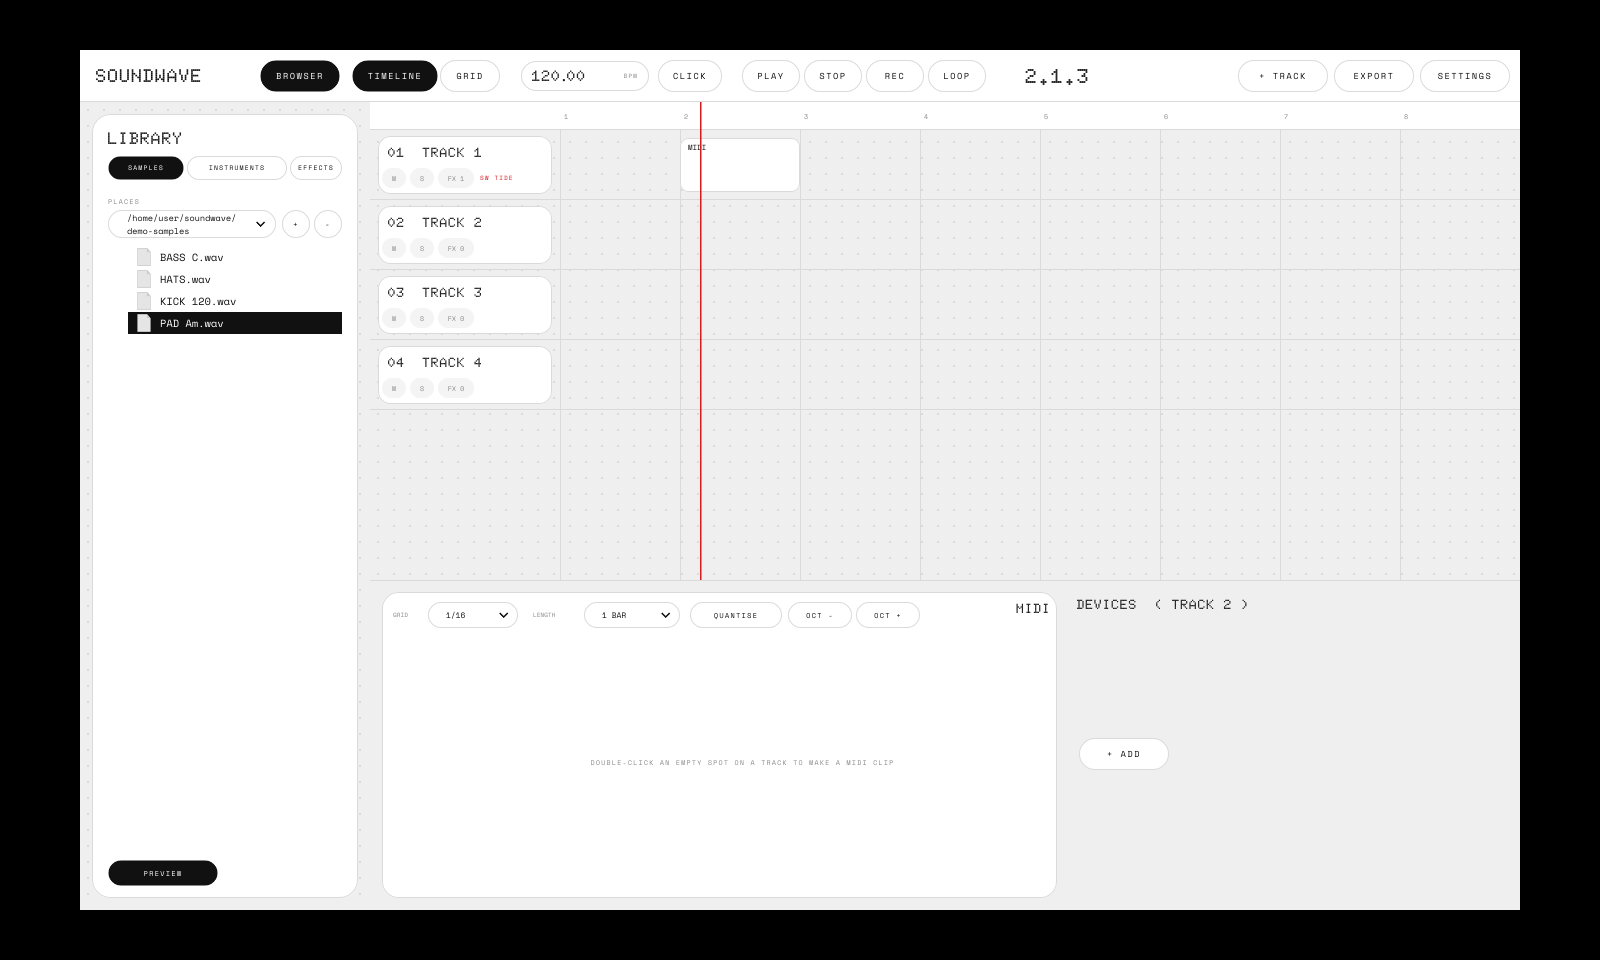 SOUNDWAVE BROWSER TIMELINE GRID 120.00 BPM CLICK PLAY STOP REC LOOP 2.1.3 + TRACK EXPORT SETTINGS
LIBRARY
SAMPLES INSTRUMENTS EFFECTS
PLACES
/home/user/soundwave/
demo-samples
+ -
BASS C.wav
HATS.wav
KICK 120.wav
PAD Am.wav
PREVIEW
1 2 3 4 5 6 7 8
01 TRACK 1
M S FX 1 SW TIDE
MIDI
02 TRACK 2
M S FX 0
03 TRACK 3
M S FX 0
04 TRACK 4
M S FX 0
GRID 1/16 LENGTH 1 BAR QUANTISE OCT - OCT + MIDI
DOUBLE-CLICK AN EMPTY SPOT ON A TRACK TO MAKE A MIDI CLIP
DEVICES ( TRACK 2 )
+ ADD